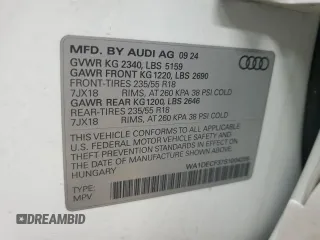 MFD. BY AUDI AG 09 24
GVWR KG 2340, LBS 5159
GAWR FRONT KG 1220, LBS 2690
FRONT-TIRES 235/55 R18
7JX18 RIMS, AT 260 KPA 38 PSI COLD
GAWR REAR KG1200, LBS 2646
REAR-TIRES 235/55 R18
7JX18 RIMS, AT 260 KPA 38 PSI COLD
THIS VEHICLE CONFORMS TO ALL APPLICABLE
U.S. FEDERAL MOTOR VEHICLE SAFETY AND
THEFT PREVENTION STANDARDS IN EFFECT ON
THE DATE OF MANUFACTURE SHOWN ABOVE
HUNGARY
TYPE:
MPV
DREAMBID